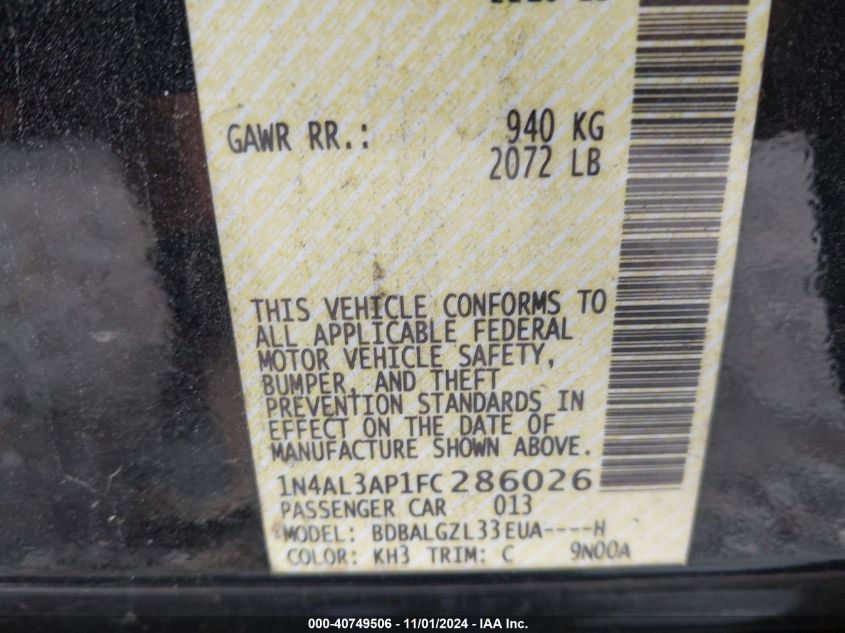 GAWR RR.: 940 KG
2072 LB
THIS VEHICLE CONFORMS TO
ALL APPLICABLE FEDERAL
MOTOR VEHICLE SAFETY,
BUMPER, AND THEFT
PREVENTION STANDARDS IN
EFFECT ON THE DATE OF
MANUFACTURE SHOWN ABOVE.
1N4AL3AP1FC286026
PASSENGER CAR 013
MODEL: BDBALGZL33EUA----H
COLOR: KH3 TRIM: C 9N00A
000-40749506 - 11/01/2024 - IAA Inc.